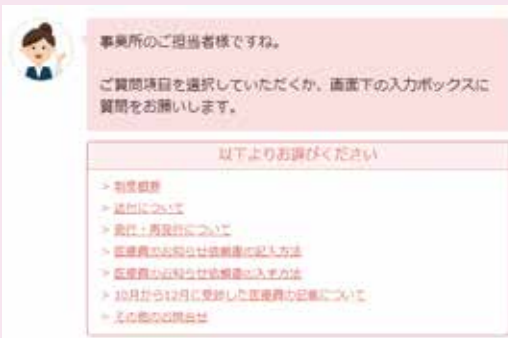 事業所のご担当者様ですね。
ご質問項目を選択していただくか、画面下の入力ボックスに
質問をお願いします。
以下よりお選びください
> 制度概要
> 送付について
> 発行・再発行について
> 医療費のお知らせ依頼書の記入方法
> 医療費のお知らせ依頼書の入手方法
> 10月から12月に受診した医療費の記載について
> その他のお問合せ